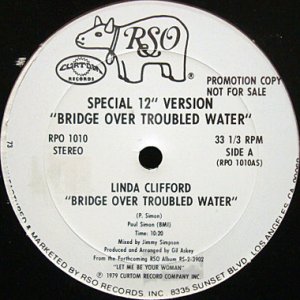 RSO
®
CURTOM
RECORDS
PROMOTION COPY
NOT FOR SALE
SPECIAL 12" VERSION
"BRIDGE OVER TROUBLED WATER"
RPO 1010
STEREO
33 1/3 RPM
SIDE A
(RPO 1010AS)
LINDA CLIFFORD
"BRIDGE OVER TROUBLED WATER"
(P. Simon)
Paul Simon (BMI)
Time: 10:20
Mixed by Jimmy Simpson
Produced and Arranged by Gil Askey
From the Forthcoming RSO Album RS-2-3902
"LET ME BE YOUR WOMAN"
© 1979 CURTOM RECORD COMPANY INC.
& MARKETED BY RSO RECORDS, INC. 8335 SUNSET BLVD., LOS ANGELES